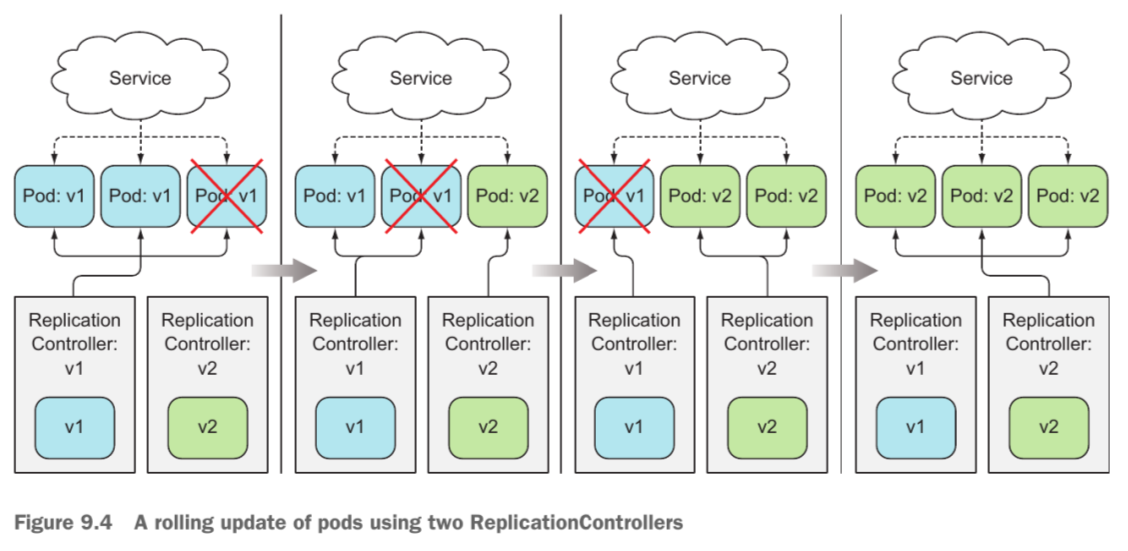 Service
Service
Service
Service
Pod: v1 Pod: v1 Pod: v1
Pod: v1 Pod: v1 Pod: v2
Pod: v1 Pod: v2 Pod: v2
Pod: v2 Pod: v2 Pod: v2
Replication
Controller:
v1
v1
Replication
Controller:
v2
v2
Replication
Controller:
v1
v1
Replication
Controller:
v2
v2
Replication
Controller:
v1
v1
Replication
Controller:
v2
v2
Replication
Controller:
v1
v1
Replication
Controller:
v2
v2
Figure 9.4 A rolling update of pods using two ReplicationControllers